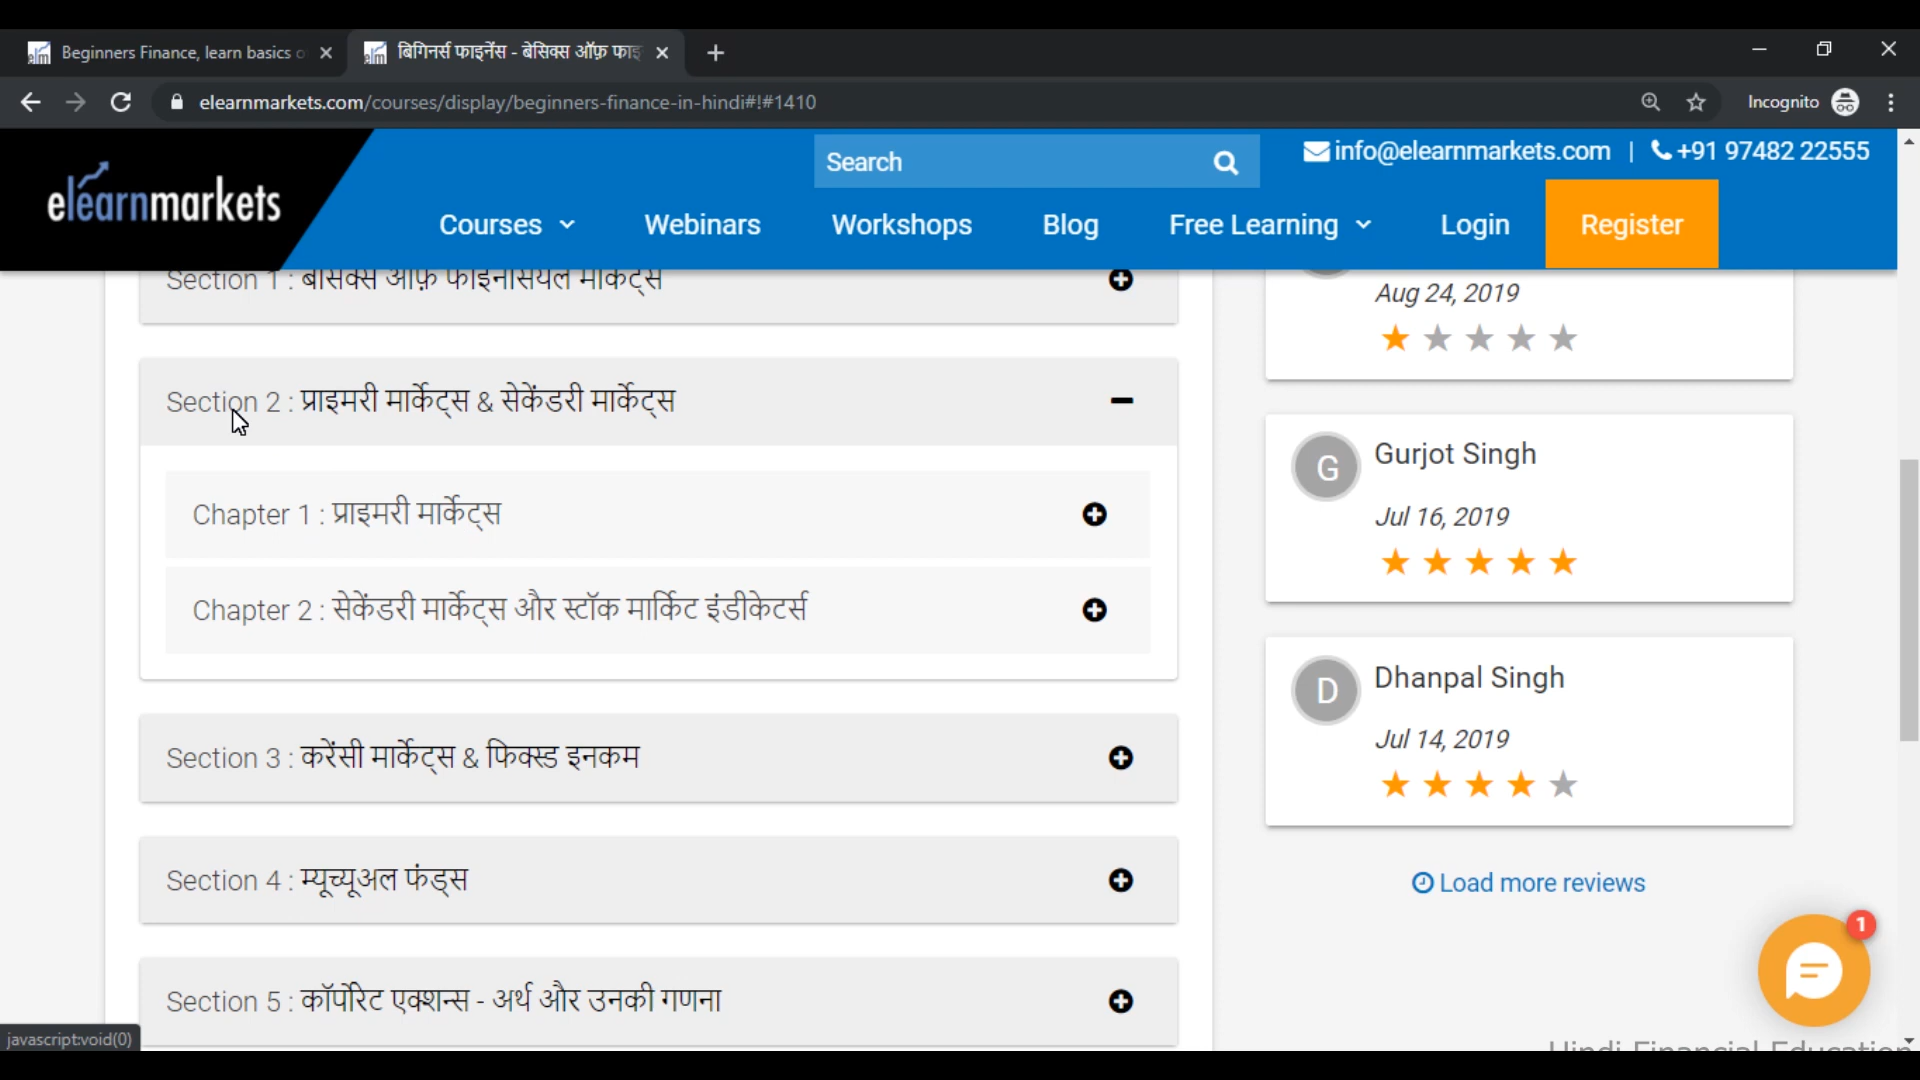 Beginners Finance, learn basics o
बिगिनर्स फाइनेंस - बेसिक्स ऑफ़ फाइ
elearnmarkets.com/courses/display/beginners-finance-in-hindi#!#1410
Incognito
elearnmarkets
Search
info@elearnmarkets.com | +91 97482 22555
Courses Webinars Workshops Blog Free Learning Login Register
Section 1 : बेसिक्स ऑफ़ फाइनेंसियल मार्केट्स
Section 2 : प्राइमरी मार्केट्स & सेकेंडरी मार्केट्स
Chapter 1 : प्राइमरी मार्केट्स
Chapter 2 : सेकेंडरी मार्केट्स और स्टॉक मार्किट इंडीकेटर्स
Section 3 : करेंसी मार्केट्स & फिक्स्ड इनकम
Section 4 : म्यूच्यूअल फंड्स
Section 5 : कॉर्पोरेट एक्शन्स - अर्थ और उनकी गणना
Aug 24, 2019
G
Gurjot Singh
Jul 16, 2019
D
Dhanpal Singh
Jul 14, 2019
Load more reviews
1
javascript:void(0)
Hindi Financial Education